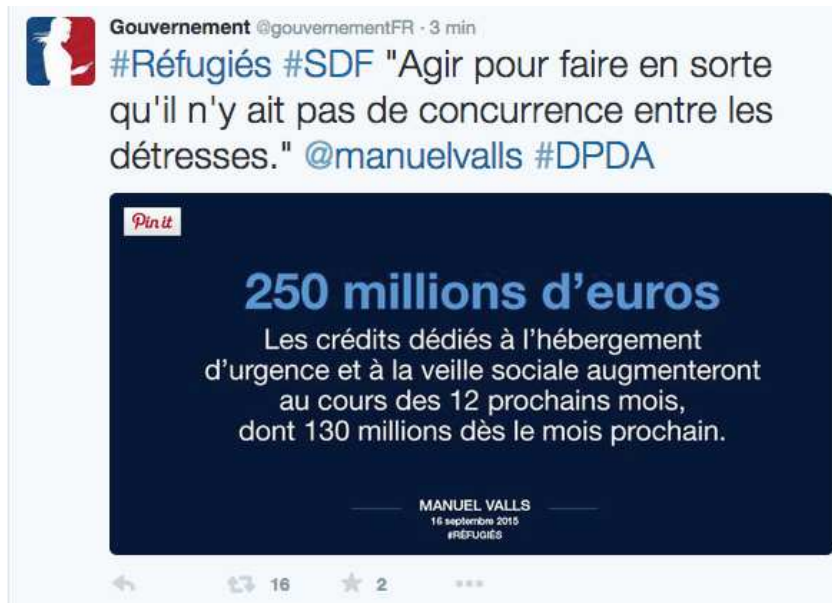 Gouvernement @gouvernementFR · 3 min
#Réfugiés #SDF "Agir pour faire en sorte
qu'il n'y ait pas de concurrence entre les
détresses." @manuelvalls #DPDA
Pin it
250 millions d’euros
Les crédits dédiés à l’hébergement
d’urgence et à la veille sociale augmenteront
au cours des 12 prochains mois,
dont 130 millions dès le mois prochain.
MANUEL VALLS
16 septembre 2015
#RÉFUGIÉS
16 2